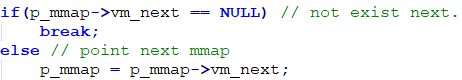 if(p_mmap->vm_next == NULL) // not exist next.
    break;
else // point next mmap
    p_mmap = p_mmap->vm_next;